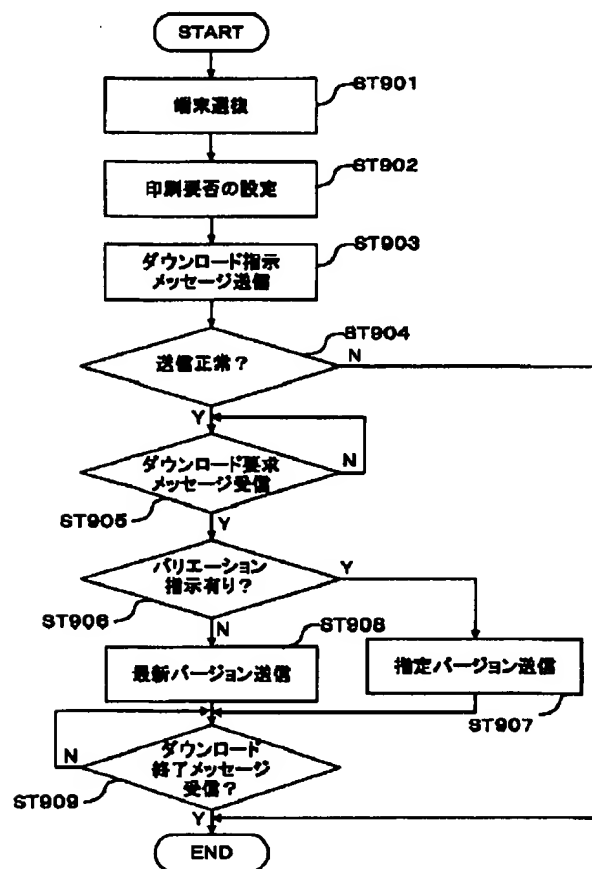 START
ST901
端末選抜
ST902
印刷要否の設定
ST903
ダウンロード指示
メッセージ送信
ST904
送信正常？
N
Y
ダウンロード要求
メッセージ受信
N
ST905
Y
バリエーション
指示有り？
Y
ST906
N
ST908
最新バージョン送信
指定バージョン送信
ST907
ダウンロード
終了メッセージ
受信？
N
ST909
Y
END